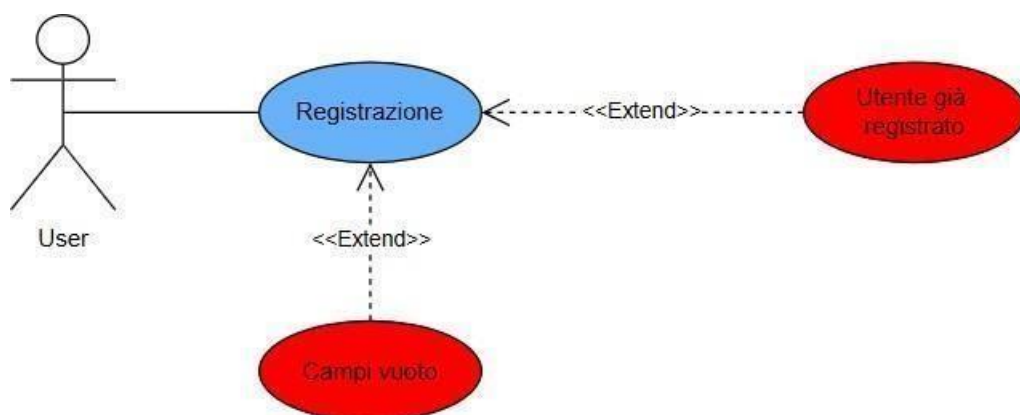 Registrazione
<<Extend>>
Utente già
registrato
User
<<Extend>>
Campi vuoto